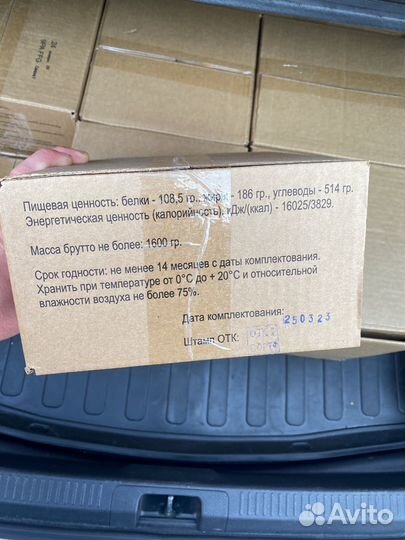 Пищевая ценность: белки - 108,5 гр., жиры - 186 гр., углеводы - 514 гр.
Энергетическая ценность (калорийность), кДж/(ккал) - 16025/3829.
Масса брутто не более: 1600 гр.
Срок годности: не менее 14 месяцев с даты комплектования.
Хранить при температуре от 0°С до + 20°С и относительной
влажности воздуха не более 75%.
Дата комплектования: 250323
Штамп ОТК:
Avito